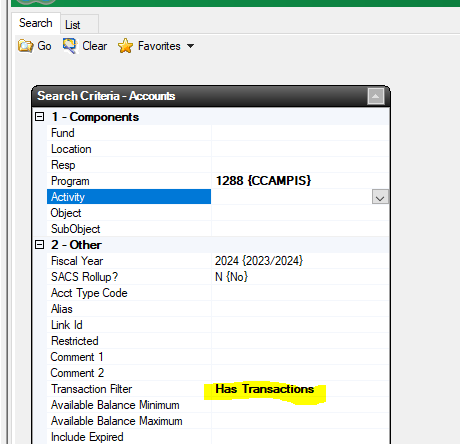 Search List
Go Clear Favorites
Search Criteria - Accounts
1 - Components
Fund
Location
Resp
Program 1288 {CCAMPIS}
Activity
Object
SubObject
2 - Other
Fiscal Year 2024 {2023/2024}
SACS Rollup? N {No}
Acct Type Code
Alias
Link Id
Restricted
Comment 1
Comment 2
Transaction Filter Has Transactions
Available Balance Minimum
Available Balance Maximum
Include Expired